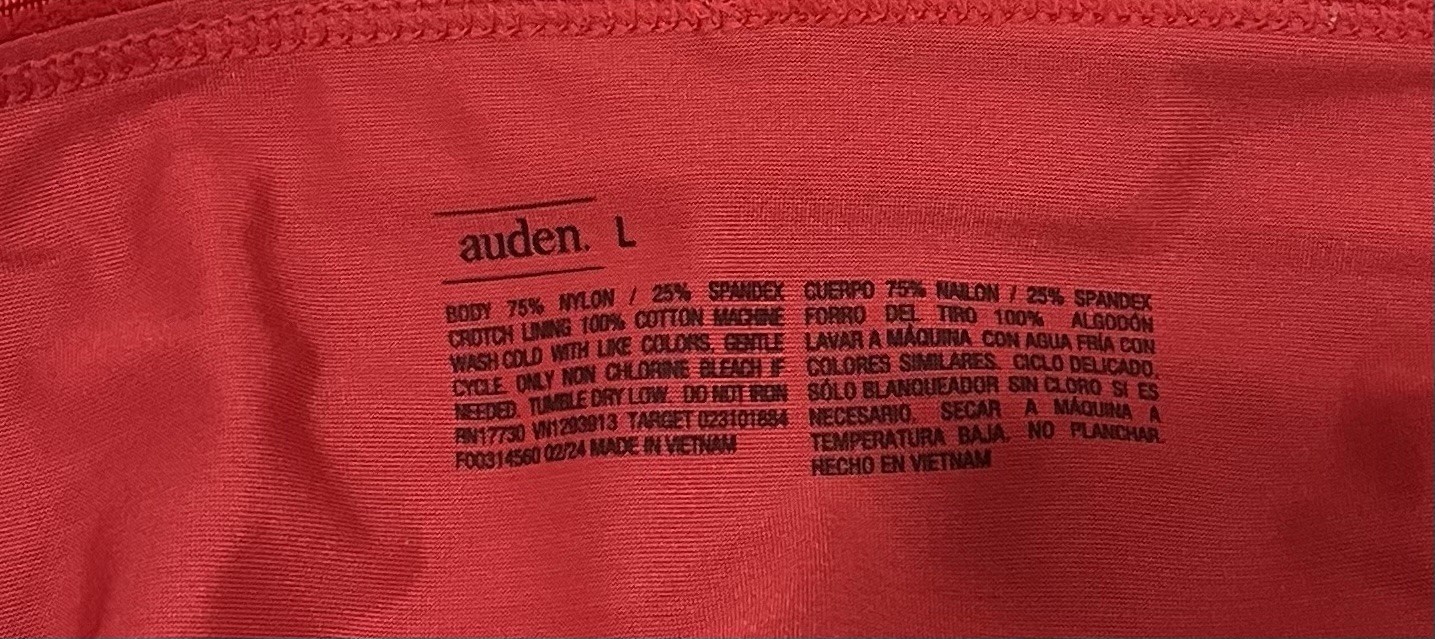 auden. L
BODY 75% NYLON / 25% SPANDEX
CROTCH LINING 100% COTTON MACHINE
WASH COLD WITH LIKE COLORS. GENTLE
CYCLE. ONLY NON CHLORINE BLEACH IF
NEEDED. TUMBLE DRY LOW. DO NOT IRON
RN17730 VN1293913 TARGET 023101884
F00314560 02/24 MADE IN VIETNAM
CUERPO 75% NAILON / 25% SPANDEX
FORRO DEL TIRO 100% ALGODÓN
LAVAR A MÁQUINA CON AGUA FRÍA CON
COLORES SIMILARES. CICLO DELICADO.
SÓLO BLANQUEADOR SIN CLORO SI ES
NECESARIO. SECAR A MÁQUINA A
TEMPERATURA BAJA. NO PLANCHAR.
HECHO EN VIETNAM